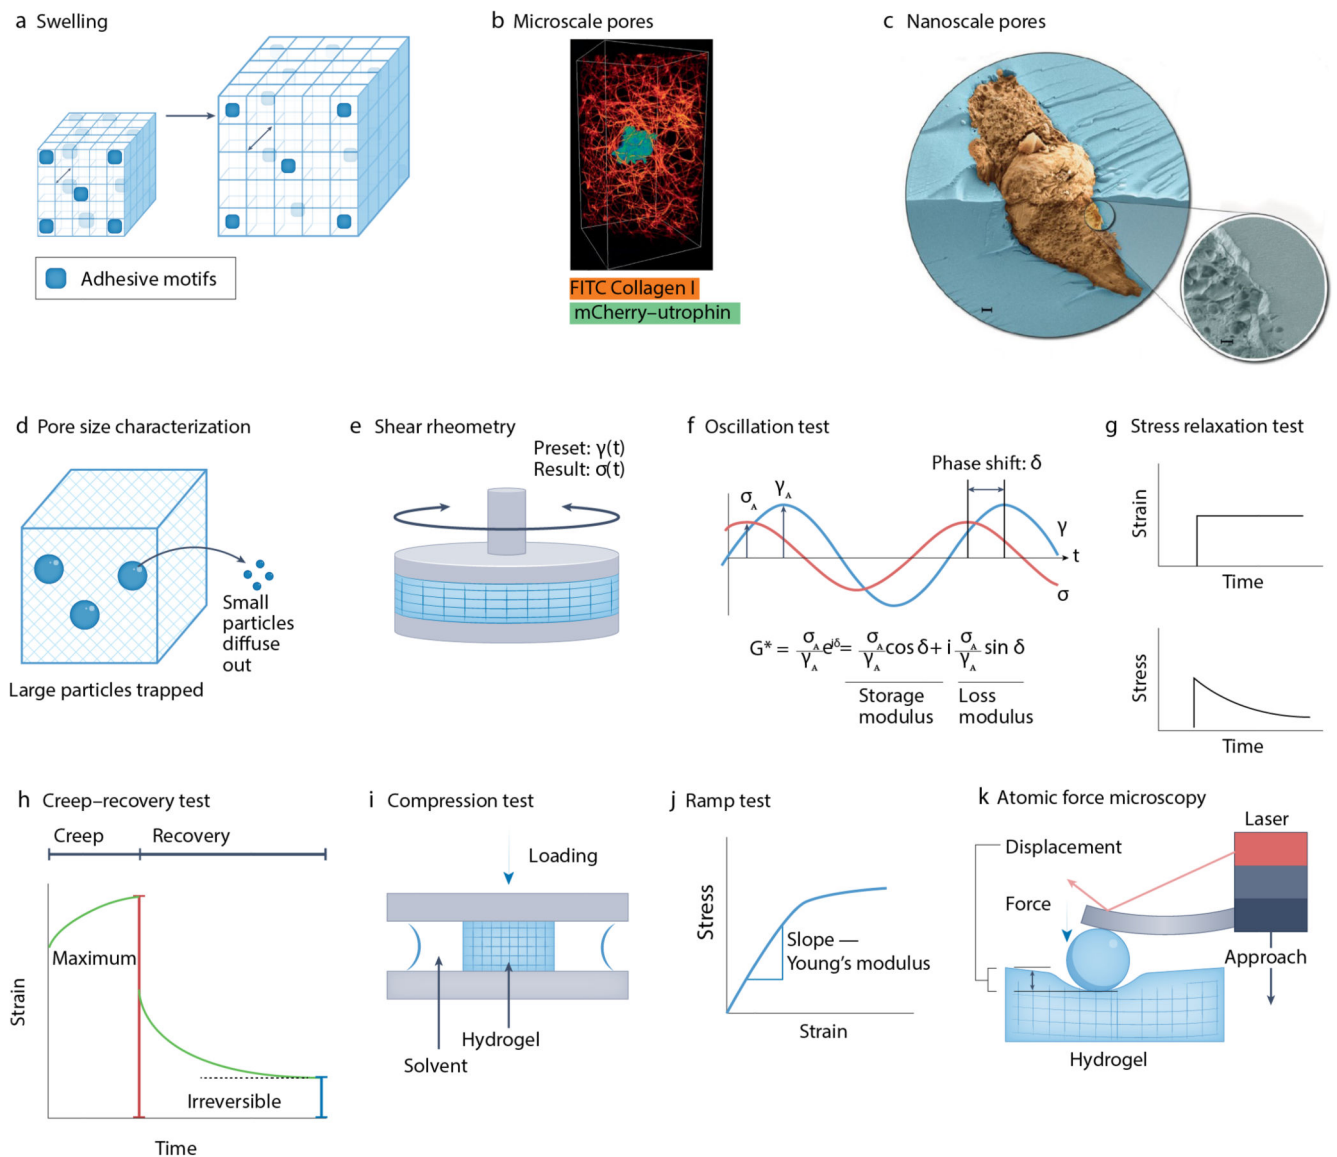 a Swelling
Adhesive motifs
b Microscale pores
FITC Collagen I
mCherry–utrophin
c Nanoscale pores
d Pore size characterization
Small
particles
diffuse
out
Large particles trapped
e Shear rheometry
Preset: γ(t)
Result: σ(t)
f Oscillation test
Phase shift: δ
σA
γA
γ
t
σ
G* = σA/γA e^iδ = σA/γA cos δ + i σA/γA sin δ
Storage
modulus
Loss
modulus
g Stress relaxation test
Strain
Time
Stress
Time
h Creep–recovery test
Creep
Recovery
Maximum
Strain
Irreversible
Time
i Compression test
Loading
Hydrogel
Solvent
j Ramp test
Stress
Slope —
Young's modulus
Strain
k Atomic force microscopy
Laser
Displacement
Force
Approach
Hydrogel